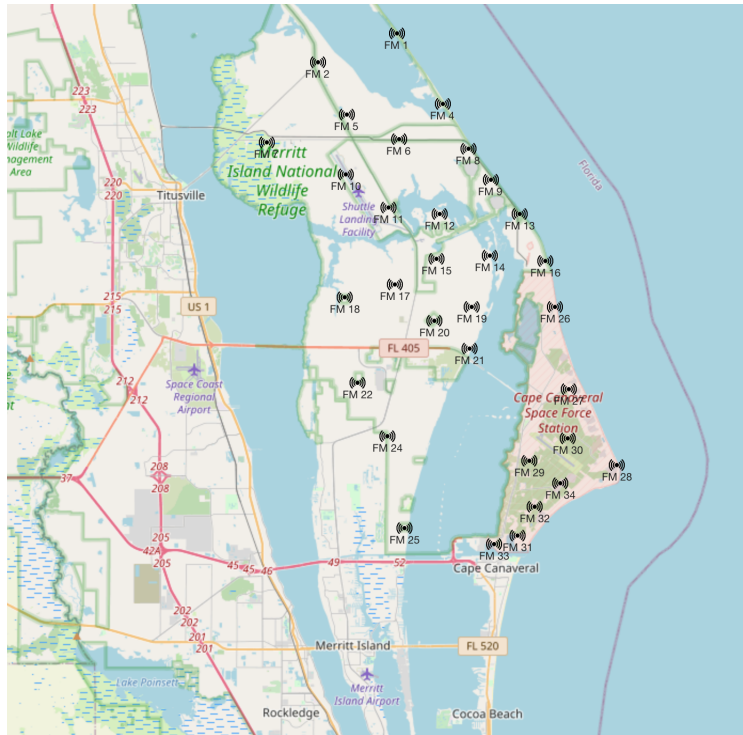 FM 1
FM 2
223
223
FM 4
FM 5
alt Lake
Wildlife
nagement
Area
FM 6
FM 8
Merritt
Island National
Wildlife
Refuge
Florida
220
220
Titusville
FM 10
FM 9
Shuttle
Landing
Facility
FM 11
FM 12
FM 13
FM 15
FM 14
FM 16
FM 17
FM 18
215
215
US 1
FM 19
FM 26
FM 20
FL 405
FM 21
Space Coast
Regional
Airport
212
212
FM 22
FM 27
Cape Canaveral
Space Force
Station
FM 24
FM 30
FM 29
FM 28
37
208
208
FM 34
FM 32
FM 25
205
205
42A
FM 31
FM 33
45
45
46
49
52
Cape Canaveral
202
202
201
201
Merritt Island
FL 520
Lake Poinsett
Merritt
Island Airport
Rockledge
Cocoa Beach